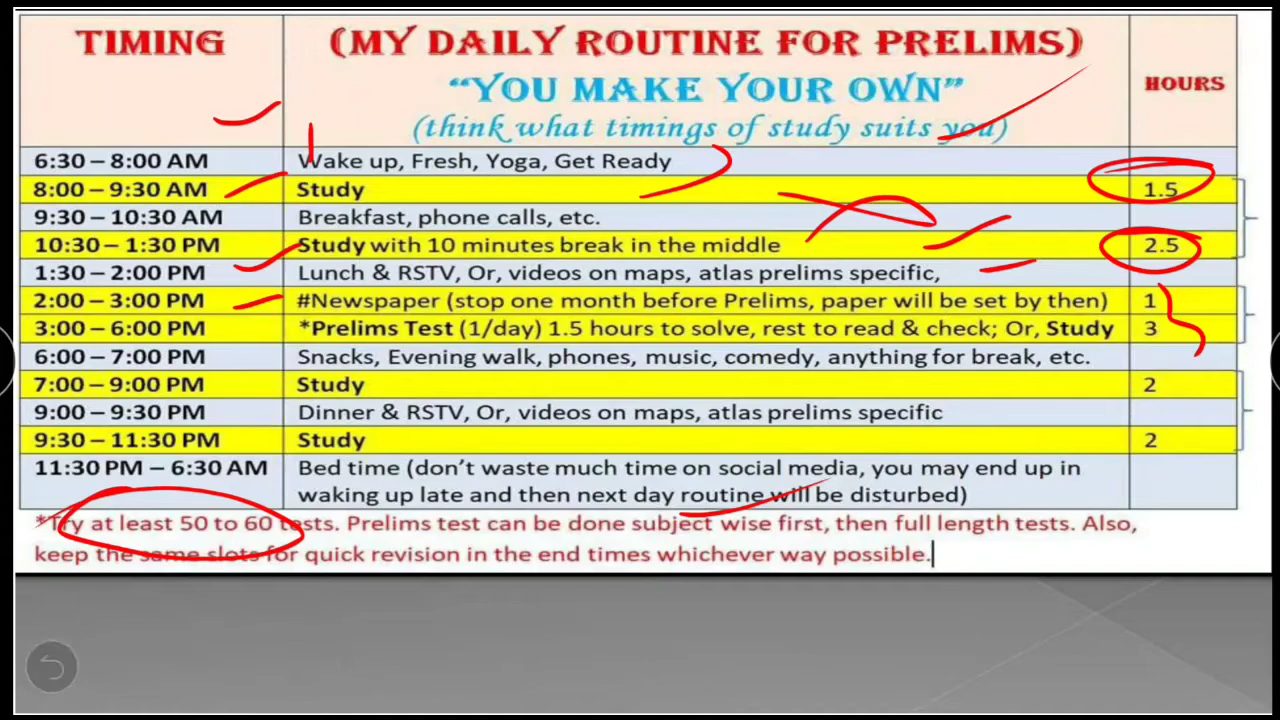 TIMING (MY DAILY ROUTINE FOR PRELIMS) HOURS
“YOU MAKE YOUR OWN”
(think what timings of study suits you)
6:30 – 8:00 AM Wake up, Fresh, Yoga, Get Ready
8:00 – 9:30 AM Study 1.5
9:30 – 10:30 AM Breakfast, phone calls, etc.
10:30 – 1:30 PM Study with 10 minutes break in the middle 2.5
1:30 – 2:00 PM Lunch & RSTV, Or, videos on maps, atlas prelims specific,
2:00 – 3:00 PM #Newspaper (stop one month before Prelims, paper will be set by then) 1
3:00 – 6:00 PM *Prelims Test (1/day) 1.5 hours to solve, rest to read & check; Or, Study 3
6:00 – 7:00 PM Snacks, Evening walk, phones, music, comedy, anything for break, etc.
7:00 – 9:00 PM Study 2
9:00 – 9:30 PM Dinner & RSTV, Or, videos on maps, atlas prelims specific
9:30 – 11:30 PM Study 2
11:30 PM – 6:30 AM Bed time (don’t waste much time on social media, you may end up in
waking up late and then next day routine will be disturbed)
*Try at least 50 to 60 tests. Prelims test can be done subject wise first, then full length tests. Also,
keep the same slots for quick revision in the end times whichever way possible.